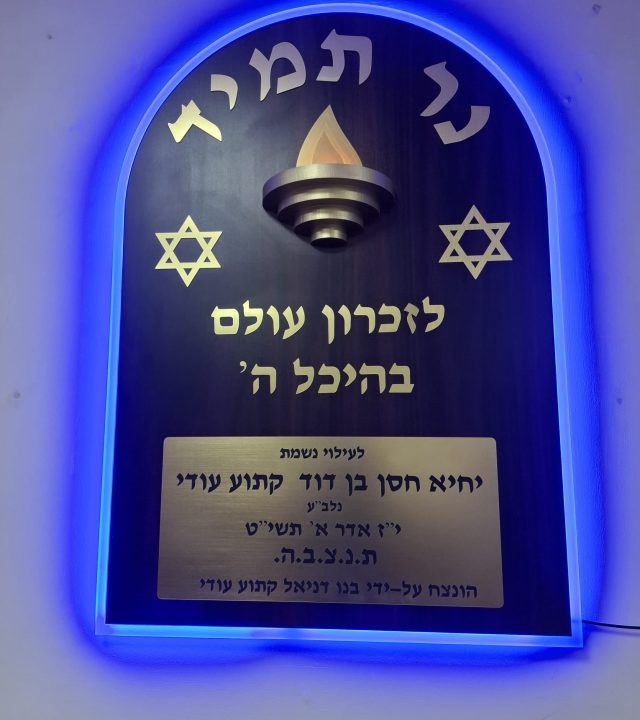 נר תמיד
לזכרון עולם
בהיכל ה'
לעילוי נשמת
יחיא חסן בן דוד קתוע עודי
נלב"ע
י"ז אדר א' תשי"ט
ת.נ.צ.ב.ה.
הונצח על-ידי בנו דניאל קתוע עודי